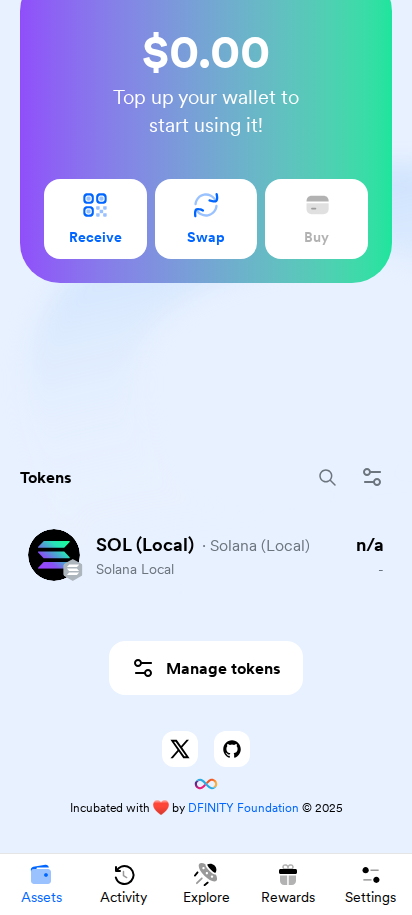 $0.00
Top up your wallet to
start using it!
Receive
Swap
Buy
Tokens
SOL (Local) · Solana (Local)
n/a
Solana Local
-
Manage tokens
Incubated with ❤️ by DFINITY Foundation © 2025
Assets
Activity
Explore
Rewards
Settings